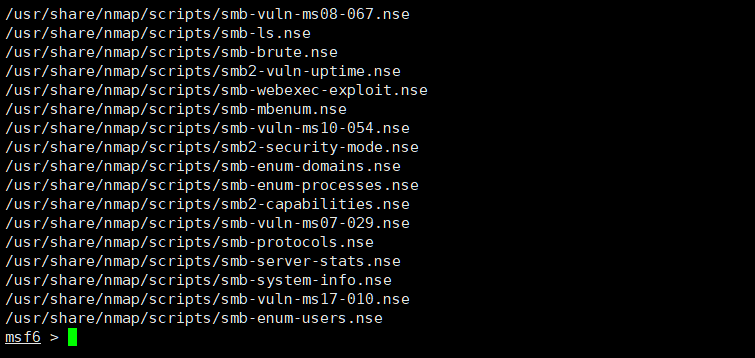 /usr/share/nmap/scripts/smb-vuln-ms08-067.nse
/usr/share/nmap/scripts/smb-ls.nse
/usr/share/nmap/scripts/smb-brute.nse
/usr/share/nmap/scripts/smb2-vuln-uptime.nse
/usr/share/nmap/scripts/smb-webexec-exploit.nse
/usr/share/nmap/scripts/smb-mbenum.nse
/usr/share/nmap/scripts/smb-vuln-ms10-054.nse
/usr/share/nmap/scripts/smb2-security-mode.nse
/usr/share/nmap/scripts/smb-enum-domains.nse
/usr/share/nmap/scripts/smb-enum-processes.nse
/usr/share/nmap/scripts/smb2-capabilities.nse
/usr/share/nmap/scripts/smb-vuln-ms07-029.nse
/usr/share/nmap/scripts/smb-protocols.nse
/usr/share/nmap/scripts/smb-server-stats.nse
/usr/share/nmap/scripts/smb-system-info.nse
/usr/share/nmap/scripts/smb-vuln-ms17-010.nse
/usr/share/nmap/scripts/smb-enum-users.nse
msf6 >